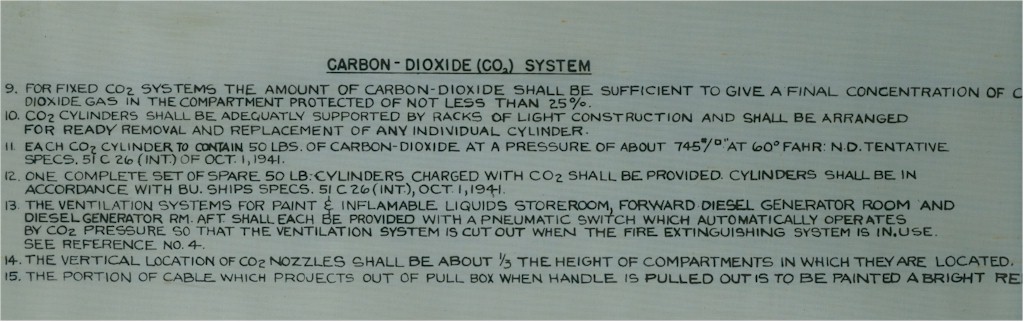 CARBON-DIOXIDE (CO₂) SYSTEM
9. FOR FIXED CO2 SYSTEMS THE AMOUNT OF CARBON-DIOXIDE SHALL BE SUFFICIENT TO GIVE A FINAL CONCENTRATION OF C
DIOXIDE GAS IN THE COMPARTMENT PROTECTED OF NOT LESS THAN 25%.
10. CO2 CYLINDERS SHALL BE ADEQUATLY SUPPORTED BY RACKS OF LIGHT CONSTRUCTION AND SHALL BE ARRANGED
FOR READY REMOVAL AND REPLACEMENT OF ANY INDIVIDUAL CYLINDER.
11. EACH CO2 CYLINDER TO CONTAIN 50 LBS. OF CARBON-DIOXIDE AT A PRESSURE OF ABOUT 745#/□" AT 60° FAHR: N.D. TENTATIVE
SPECS. 51 C 26 (INT.) OF OCT. 1, 1941.
12. ONE COMPLETE SET OF SPARE 50 LB. CYLINDERS CHARGED WITH CO2 SHALL BE PROVIDED. CYLINDERS SHALL BE IN
ACCORDANCE WITH BU. SHIPS SPECS. 51 C 26 (INT.), OCT. 1, 1941.
13. THE VENTILATION SYSTEMS FOR PAINT & INFLAMABLE LIQUIDS STOREROOM, FORWARD DIESEL GENERATOR ROOM AND
DIESEL GENERATOR RM. AFT. SHALL EACH BE PROVIDED WITH A PNEUMATIC SWITCH WHICH AUTOMATICALLY OPERATES
BY CO2 PRESSURE SO THAT THE VENTILATION SYSTEM IS CUT OUT WHEN THE FIRE EXTINGUISHING SYSTEM IS IN USE.
SEE REFERENCE NO. 4.
14. THE VERTICAL LOCATION OF CO2 NOZZLES SHALL BE ABOUT 1/3 THE HEIGHT OF COMPARTMENTS IN WHICH THEY ARE LOCATED.
15. THE PORTION OF CABLE WHICH PROJECTS OUT OF PULL BOX WHEN HANDLE IS PULLED OUT IS TO BE PAINTED A BRIGHT RE